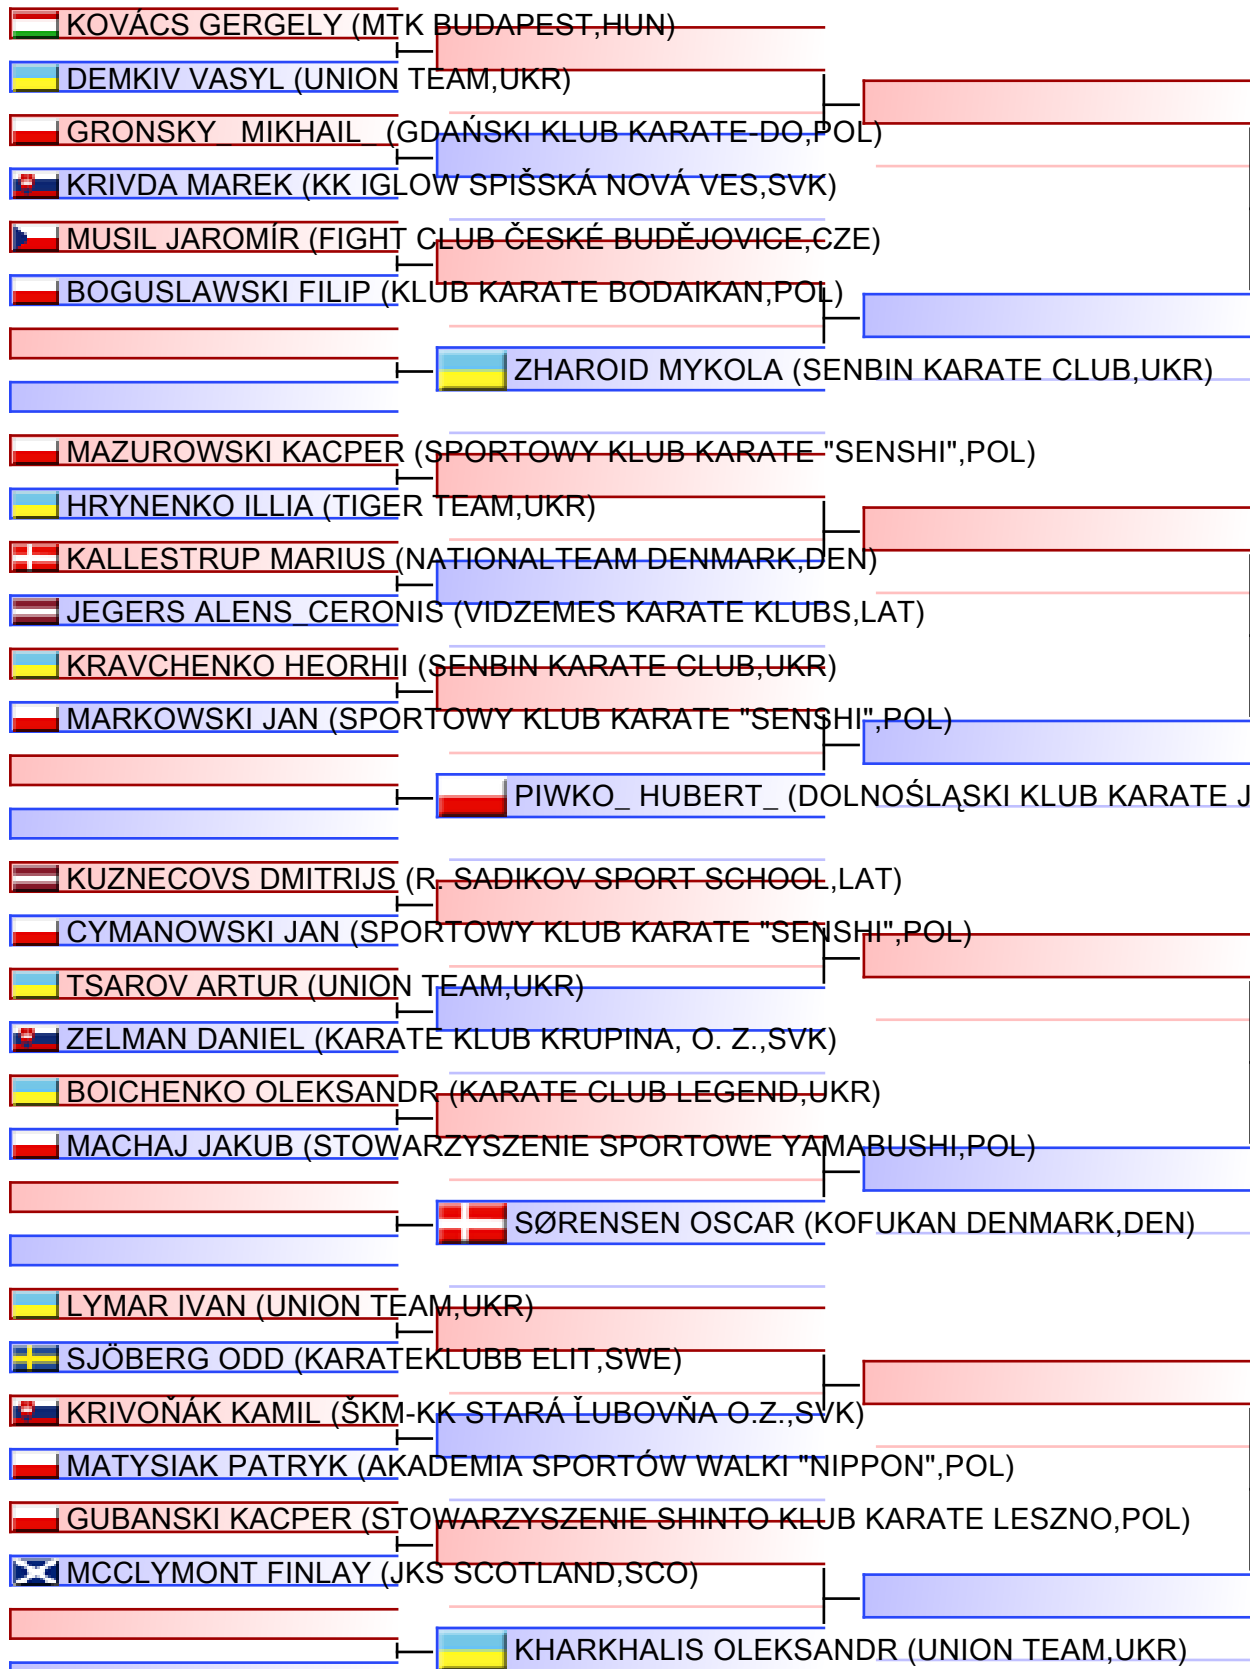 KOVÁCS GERGELY (MTK BUDAPEST,HUN)
DEMKIV VASYL (UNION TEAM,UKR)
GRONSKY_ MIKHAIL_ (GDAŃSKI KLUB KARATE-DO,POL)
KRIVDA MAREK (KK IGLOW SPIŠSKÁ NOVÁ VES,SVK)
MUSIL JAROMÍR (FIGHT CLUB ČESKÉ BUDĚJOVICE,CZE)
BOGUSLAWSKI FILIP (KLUB KARATE BODAIKAN,POL)
ZHAROID MYKOLA (SENBIN KARATE CLUB,UKR)
MAZUROWSKI KACPER (SPORTOWY KLUB KARATE "SENSHI",POL)
HRYNENKO ILLIA (TIGER TEAM,UKR)
KALLESTRUP MARIUS (NATIONALTEAM DENMARK,DEN)
JEGERS ALENS_CERONIS (VIDZEMES KARATE KLUBS,LAT)
KRAVCHENKO HEORHII (SENBIN KARATE CLUB,UKR)
MARKOWSKI JAN (SPORTOWY KLUB KARATE "SENSHI",POL)
PIWKO_ HUBERT_ (DOLNOŚLĄSKI KLUB KARATE J
KUZNECOVS DMITRIJS (R. SADIKOV SPORT SCHOOL,LAT)
CYMANOWSKI JAN (SPORTOWY KLUB KARATE "SENSHI",POL)
TSAROV ARTUR (UNION TEAM,UKR)
ZELMAN DANIEL (KARATE KLUB KRUPINA, O. Z.,SVK)
BOICHENKO OLEKSANDR (KARATE CLUB LEGEND,UKR)
MACHAJ JAKUB (STOWARZYSZENIE SPORTOWE YAMABUSHI,POL)
SØRENSEN OSCAR (KOFUKAN DENMARK,DEN)
LYMAR IVAN (UNION TEAM,UKR)
SJÖBERG ODD (KARATEKLUBB ELIT,SWE)
KRIVOŇÁK KAMIL (ŠKM-KK STARÁ ĽUBOVŇA O.Z.,SVK)
MATYSIAK PATRYK (AKADEMIA SPORTÓW WALKI "NIPPON",POL)
GUBANSKI KACPER (STOWARZYSZENIE SHINTO KLUB KARATE LESZNO,POL)
MCCLYMONT FINLAY (JKS SCOTLAND,SCO)
KHARKHALIS OLEKSANDR (UNION TEAM,UKR)